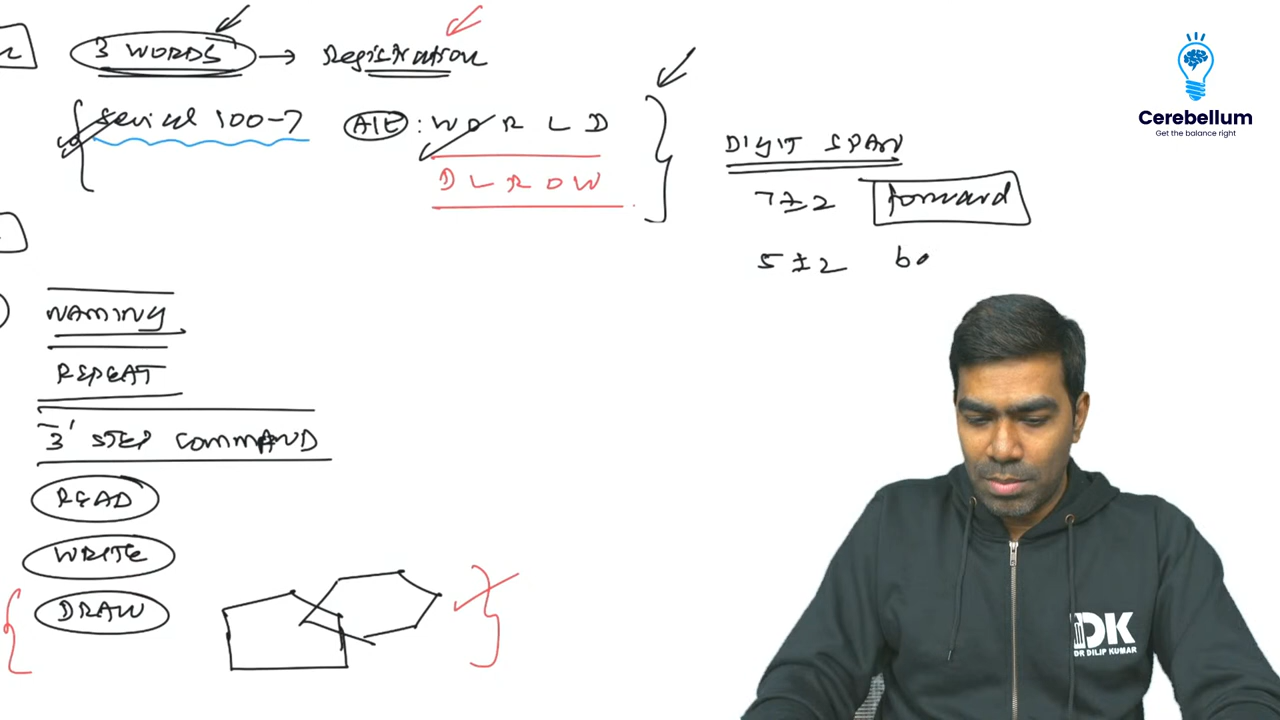 3 WORDS → Registration
Serial 100-7
A/E : WORLD
DLROW
DIGIT SPAN
7±2 forward
5±2 ba
NAMING
REPEAT
3 STEP COMMAND
READ
WRITE
DRAW
Cerebellum
Get the balance right
DK
DR DILIP KUMAR